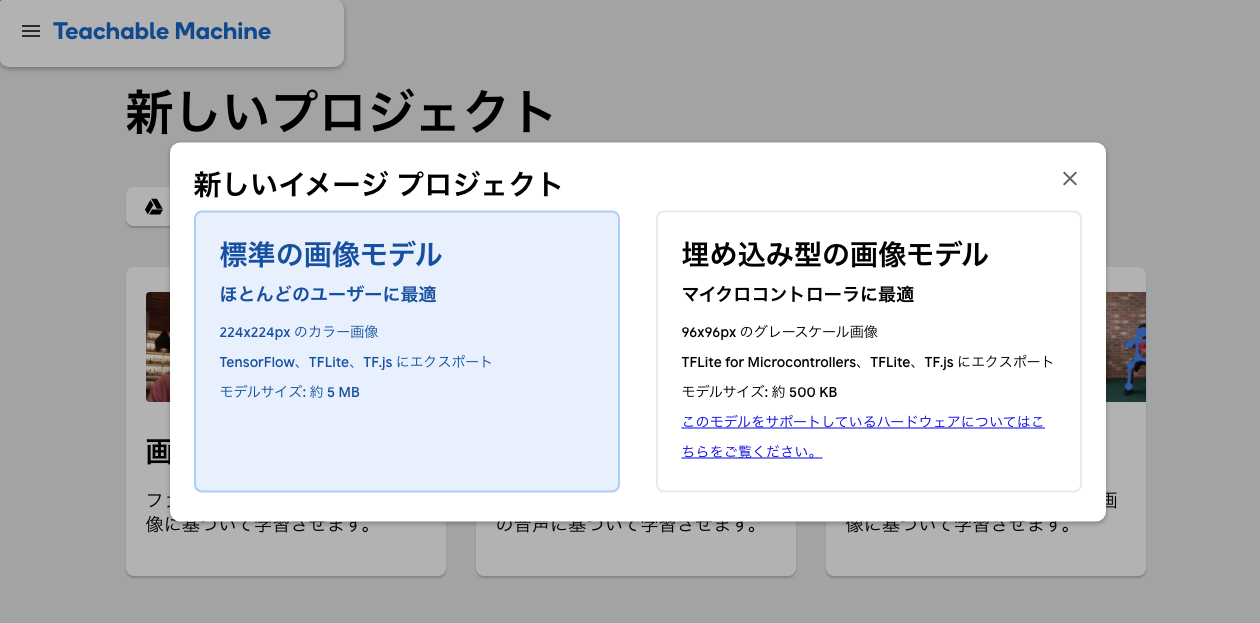 Teachable Machine
新しいプロジェクト
新しいイメージ プロジェクト
標準の画像モデル
ほとんどのユーザーに最適
224x224px のカラー画像
TensorFlow、TFLite、TF.js にエクスポート
モデルサイズ: 約 5 MB
埋め込み型の画像モデル
マイクロコントローラに最適
96x96px のグレースケール画像
TFLite for Microcontrollers、TFLite、TF.js にエクスポート
モデルサイズ: 約 500 KB
このモデルをサポートしているハードウェアについてはこ
ちらをご覧ください。
画
ファ
像に基づいて学習させます。
の音声に基づいて学習させます。
画
像に基づいて学習させます。